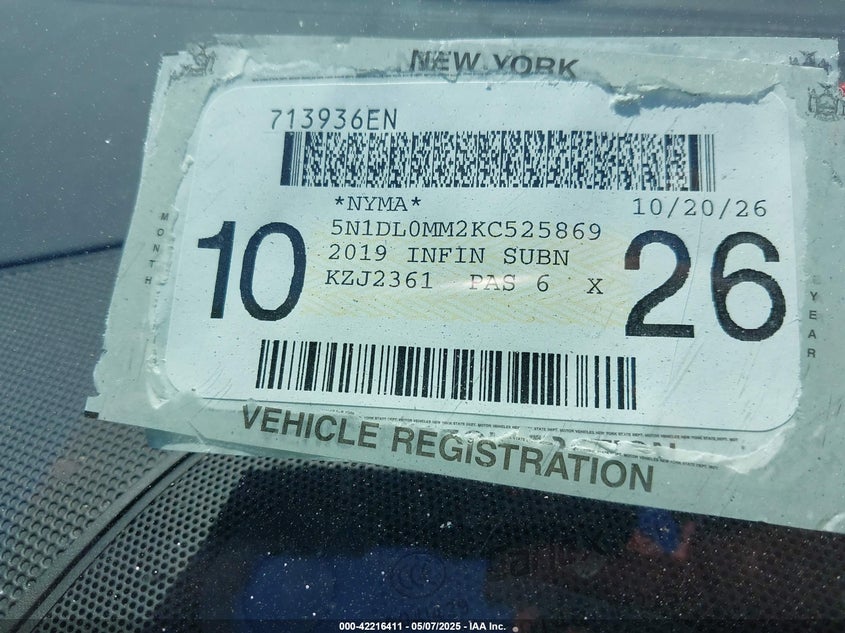 NEW YORK
713936EN
*NYMA* 10/20/26
5N1DL0MM2KC525869
2019 INFIN SUBN
KZJ2361 PAS 6 X
10 26
MONTH
YEAR
VEHICLE REGISTRATION
000-42216411 - 05/07/2025 - IAA Inc.